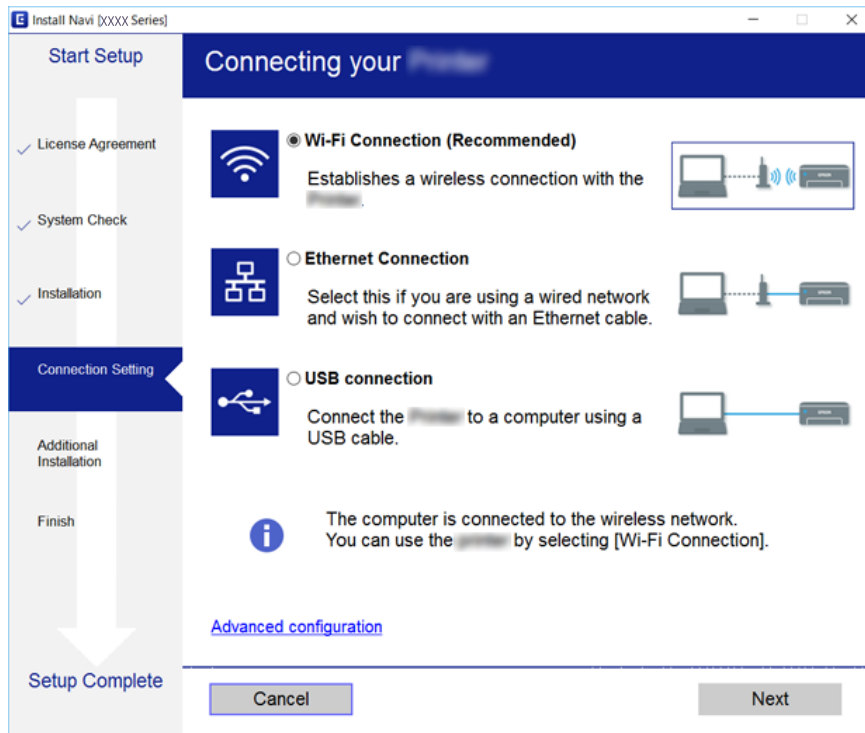 Install Navi [XXXX Series]
Start Setup
License Agreement
System Check
Installation
Connection Setting
Additional
Installation
Finish
Setup Complete
Connecting your
Wi-Fi Connection (Recommended)
Establishes a wireless connection with the
.
Ethernet Connection
Select this if you are using a wired network
and wish to connect with an Ethernet cable.
USB connection
Connect the to a computer using a
USB cable.
The computer is connected to the wireless network.
You can use the by selecting [Wi-Fi Connection].
Advanced configuration
Cancel
Next